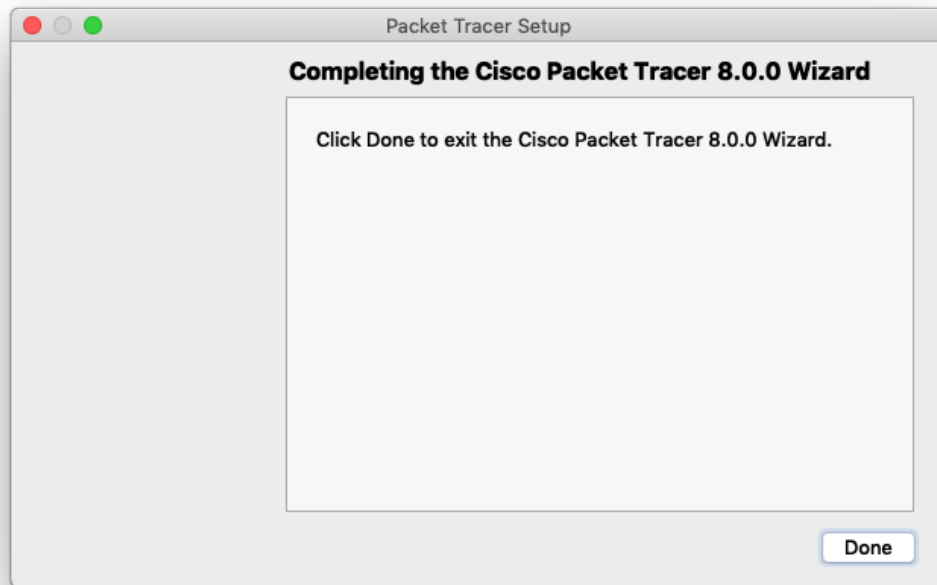 Packet Tracer Setup
Completing the Cisco Packet Tracer 8.0.0 Wizard
Click Done to exit the Cisco Packet Tracer 8.0.0 Wizard.
Done